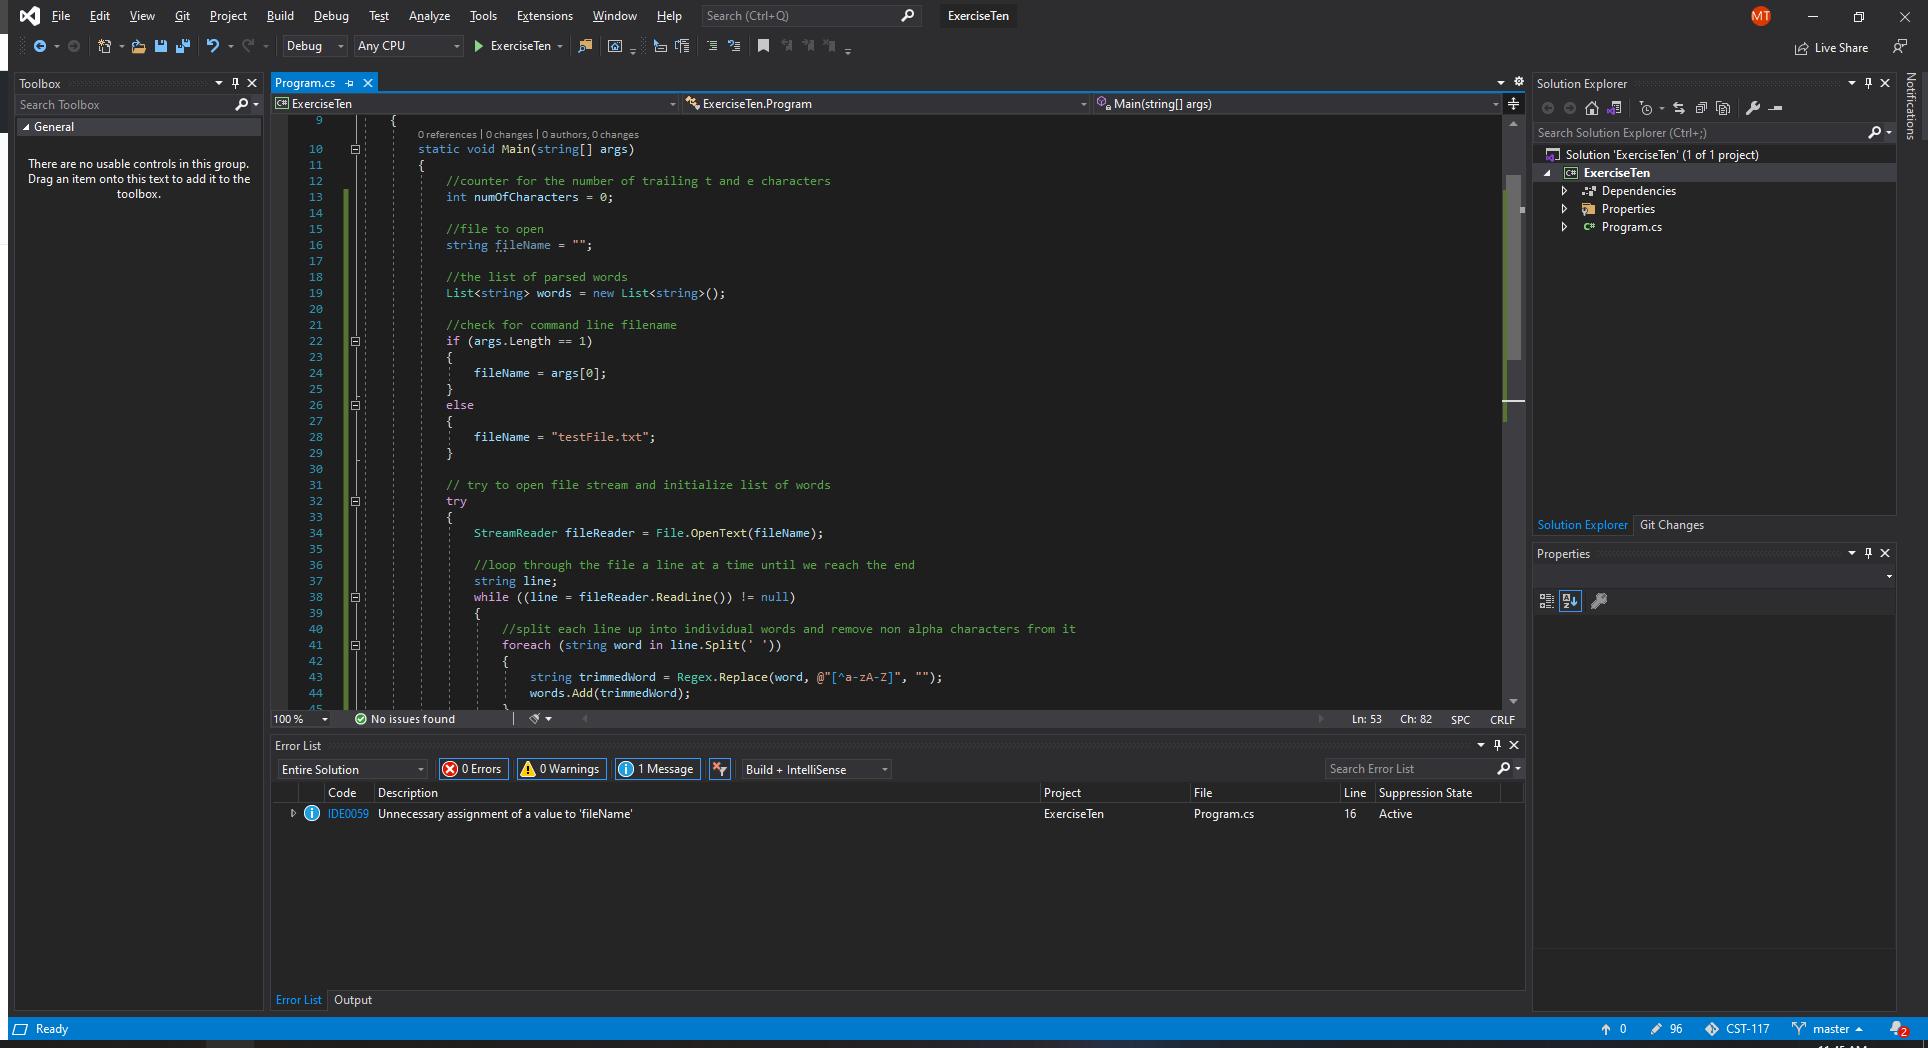 File Edit View Git Project Build Debug Test Analyze Tools Extensions Window Help Search (Ctrl+Q) ExerciseTen MT
Debug Any CPU ExerciseTen Live Share
Toolbox
Search Toolbox
General
There are no usable controls in this group.
Drag an item onto this text to add it to the
toolbox.
Program.cs
C# ExerciseTen ExerciseTen.Program Main(string[] args)
9 {
0 references | 0 changes | 0 authors, 0 changes
10 static void Main(string[] args)
11 {
12 //counter for the number of trailing t and e characters
13 int numOfCharacters = 0;
14
15 //file to open
16 string fileName = "";
17
18 //the list of parsed words
19 List<string> words = new List<string>();
20
21 //check for command line filename
22 if (args.Length == 1)
23 {
24 fileName = args[0];
25 }
26 else
27 {
28 fileName = "testFile.txt";
29 }
30
31 // try to open file stream and initialize list of words
32 try
33 {
34 StreamReader fileReader = File.OpenText(fileName);
35
36 //loop through the file a line at a time until we reach the end
37 string line;
38 while ((line = fileReader.ReadLine()) != null)
39 {
40 //split each line up into individual words and remove non alpha characters from it
41 foreach (string word in line.Split(' '))
42 {
43 string trimmedWord = Regex.Replace(word, @"[^a-zA-Z]", "");
44 words.Add(trimmedWord);
45 }
100 % No issues found Ln: 53 Ch: 82 SPC CRLF
Error List
Entire Solution 0 Errors 0 Warnings 1 Message Build + IntelliSense Search Error List
Code Description Project File Line Suppression State
IDE0059 Unnecessary assignment of a value to 'fileName' ExerciseTen Program.cs 16 Active
Error List Output
Solution Explorer
Search Solution Explorer (Ctrl+;)
Solution 'ExerciseTen' (1 of 1 project)
C# ExerciseTen
Dependencies
Properties
C# Program.cs
Solution Explorer Git Changes
Properties
Notifications
Ready 0 96 CST-117 master 2